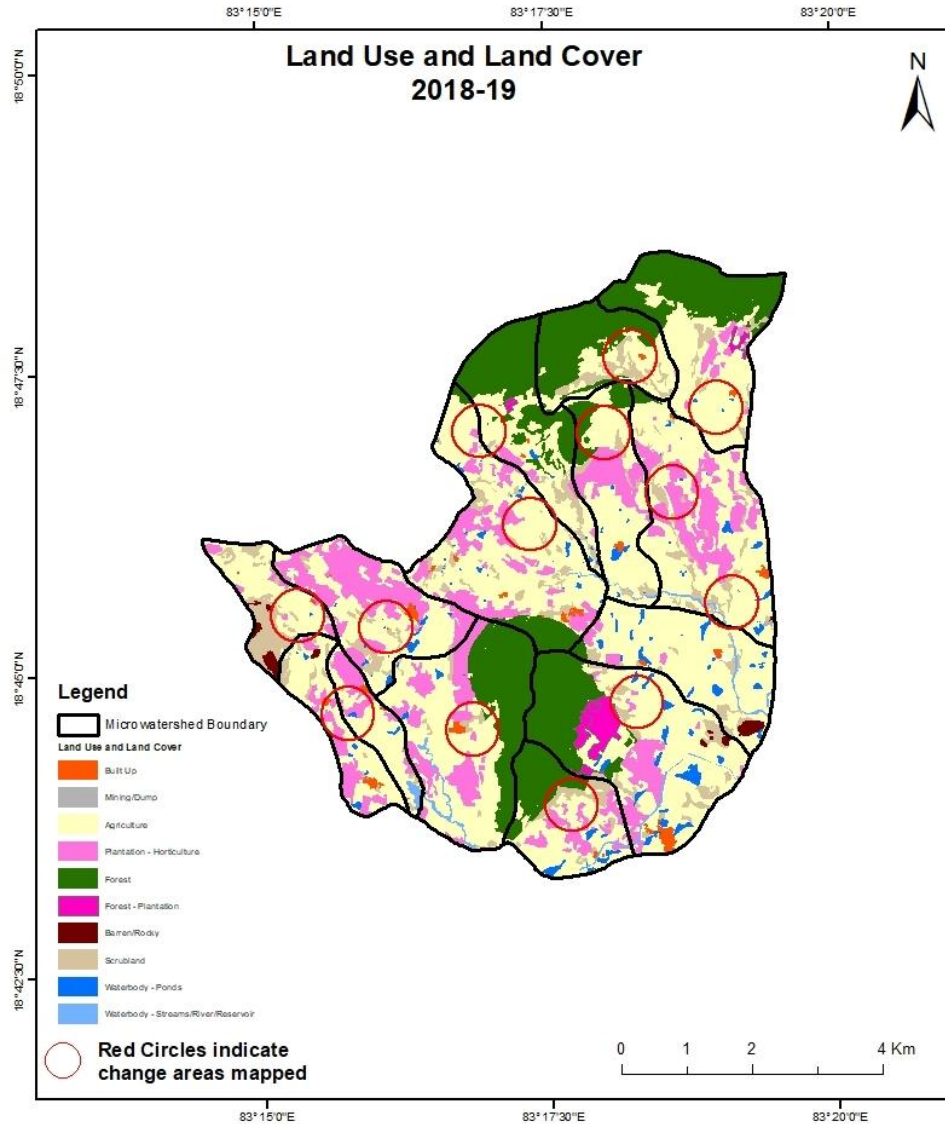 83°15'0"E
83°17'30"E
83°20'0"E
Land Use and Land Cover
2018-19
N
18°50'0"N
18°47'30"N
18°45'0"N
18°42'30"N
Legend
Microwatershed Boundary
Land Use and Land Cover
Built Up
Mining/Dump
Agriculture
Plantation - Horticulture
Forest
Forest - Plantation
Barren/Rocky
Scrubland
Waterbody - Ponds
Waterbody - Streams/River/Reservoir
Red Circles indicate
change areas mapped
0 1 2 4 Km
83°15'0"E
83°17'30"E
83°20'0"E